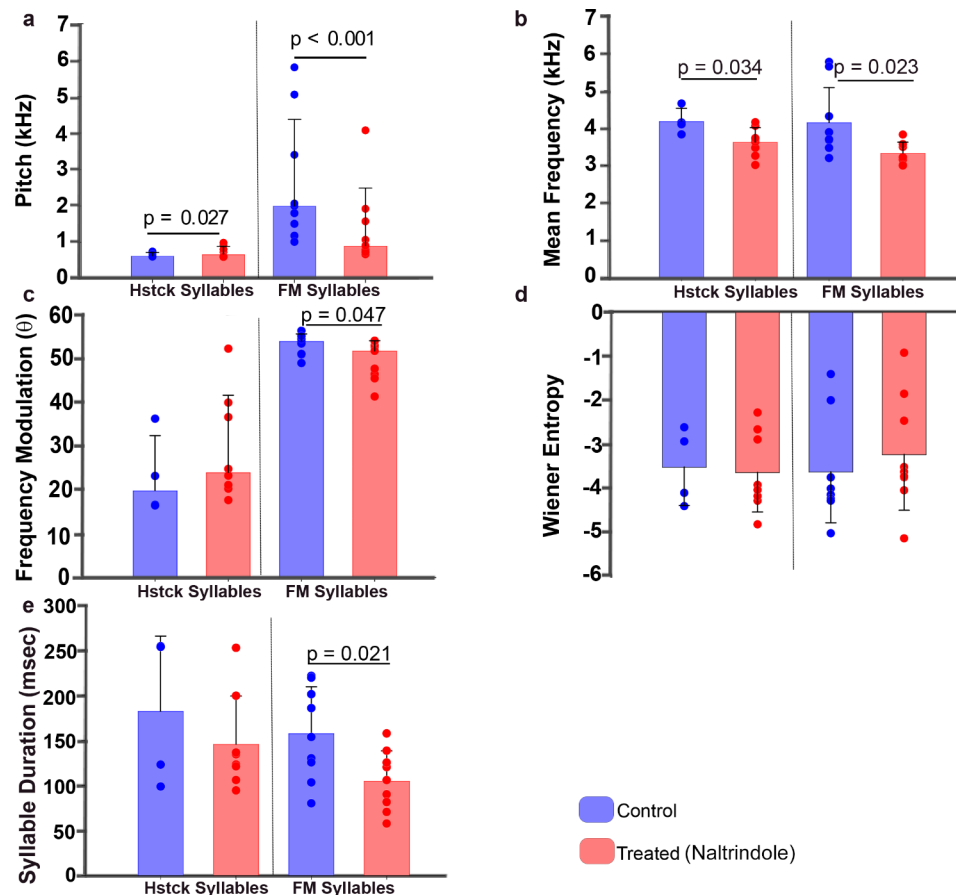 a
Pitch (kHz)
7
6
5
4
3
2
1
0
p < 0.001
p = 0.027
Hstck Syllables
FM Syllables
b
Mean Frequency (kHz)
7
6
5
4
3
2
1
0
p = 0.034
p = 0.023
Hstck Syllables
FM Syllables
c
Frequency Modulation (θ)
60
50
40
30
20
10
0
p = 0.047
Hstck Syllables
FM Syllables
d
Wiener Entropy
0
-1
-2
-3
-4
-5
-6
e
Syllable Duration (msec)
300
250
200
150
100
50
0
p = 0.021
Hstck Syllables
FM Syllables
Control
Treated (Naltrindole)